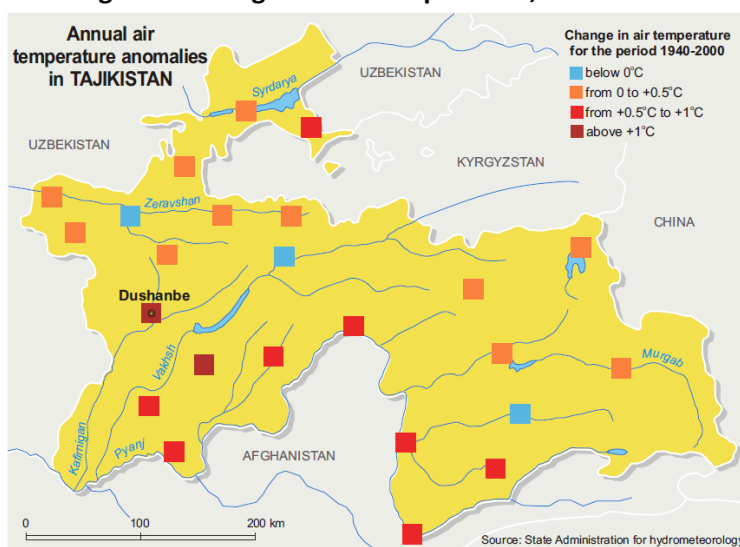 Annual air
temperature anomalies
in TAJIKISTAN
Change in air temperature
for the period 1940-2000
below 0°C
from 0 to +0.5°C
from +0.5°C to +1°C
above +1°C
UZBEKISTAN
Syrdarya
UZBEKISTAN
KYRGYZSTAN
Zeravshan
CHINA
Dushanbe
Vakhsh
Murgab
Kafirnigan
Pyanj
AFGHANISTAN
0 100 200 km
Source: State Administration for hydrometeorology